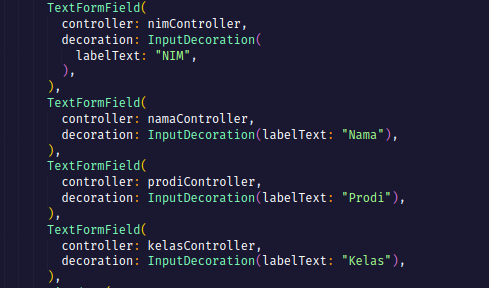 TextFormField(
controller: nimController,
decoration: InputDecoration(
labelText: "NIM",
),
),
TextFormField(
controller: namaController,
decoration: InputDecoration(labelText: "Nama"),
),
TextFormField(
controller: prodiController,
decoration: InputDecoration(labelText: "Prodi"),
),
TextFormField(
controller: kelasController,
decoration: InputDecoration(labelText: "Kelas"),
),